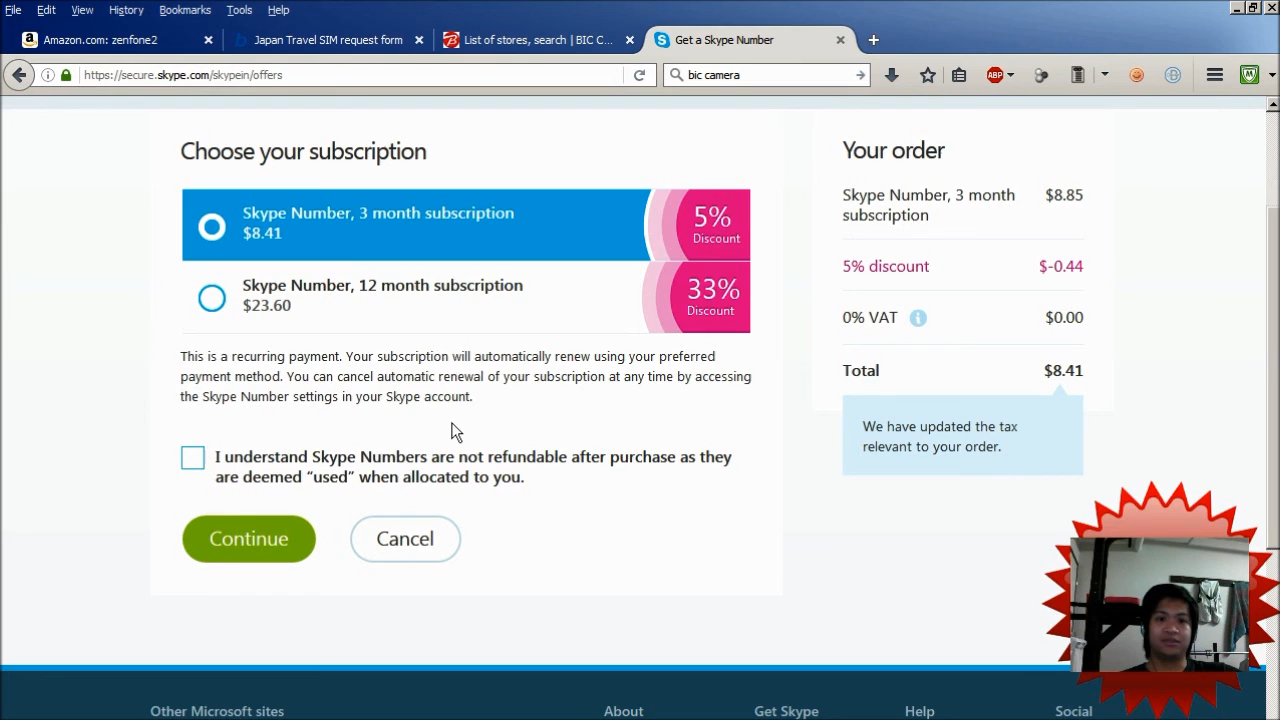 File Edit View History Bookmarks Tools Help
Amazon.com: zenfone2
Japan Travel SIM request form
List of stores, search | BIC C...
Get a Skype Number
https://secure.skype.com/skypein/offers
bic camera
ABP
Choose your subscription
Skype Number, 3 month subscription
$8.41
5%
Discount
Skype Number, 12 month subscription
$23.60
33%
Discount
This is a recurring payment. Your subscription will automatically renew using your preferred
payment method. You can cancel automatic renewal of your subscription at any time by accessing
the Skype Number settings in your Skype account.
I understand Skype Numbers are not refundable after purchase as they
are deemed “used” when allocated to you.
Continue
Cancel
Your order
Skype Number, 3 month $8.85
subscription
5% discount $-0.44
0% VAT $0.00
Total $8.41
We have updated the tax
relevant to your order.
Other Microsoft sites
About
Get Skype
Help
Social